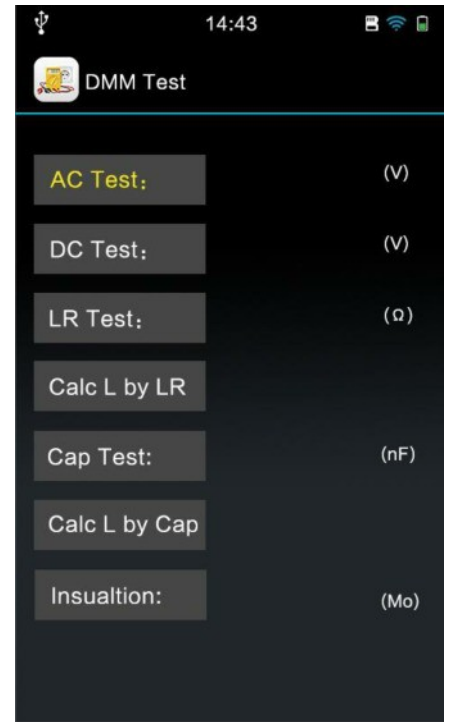 14:43
DMM Test
AC Test: (V)
DC Test: (V)
LR Test: (Ω)
Calc L by LR
Cap Test: (nF)
Calc L by Cap
Insualtion: (Mo)